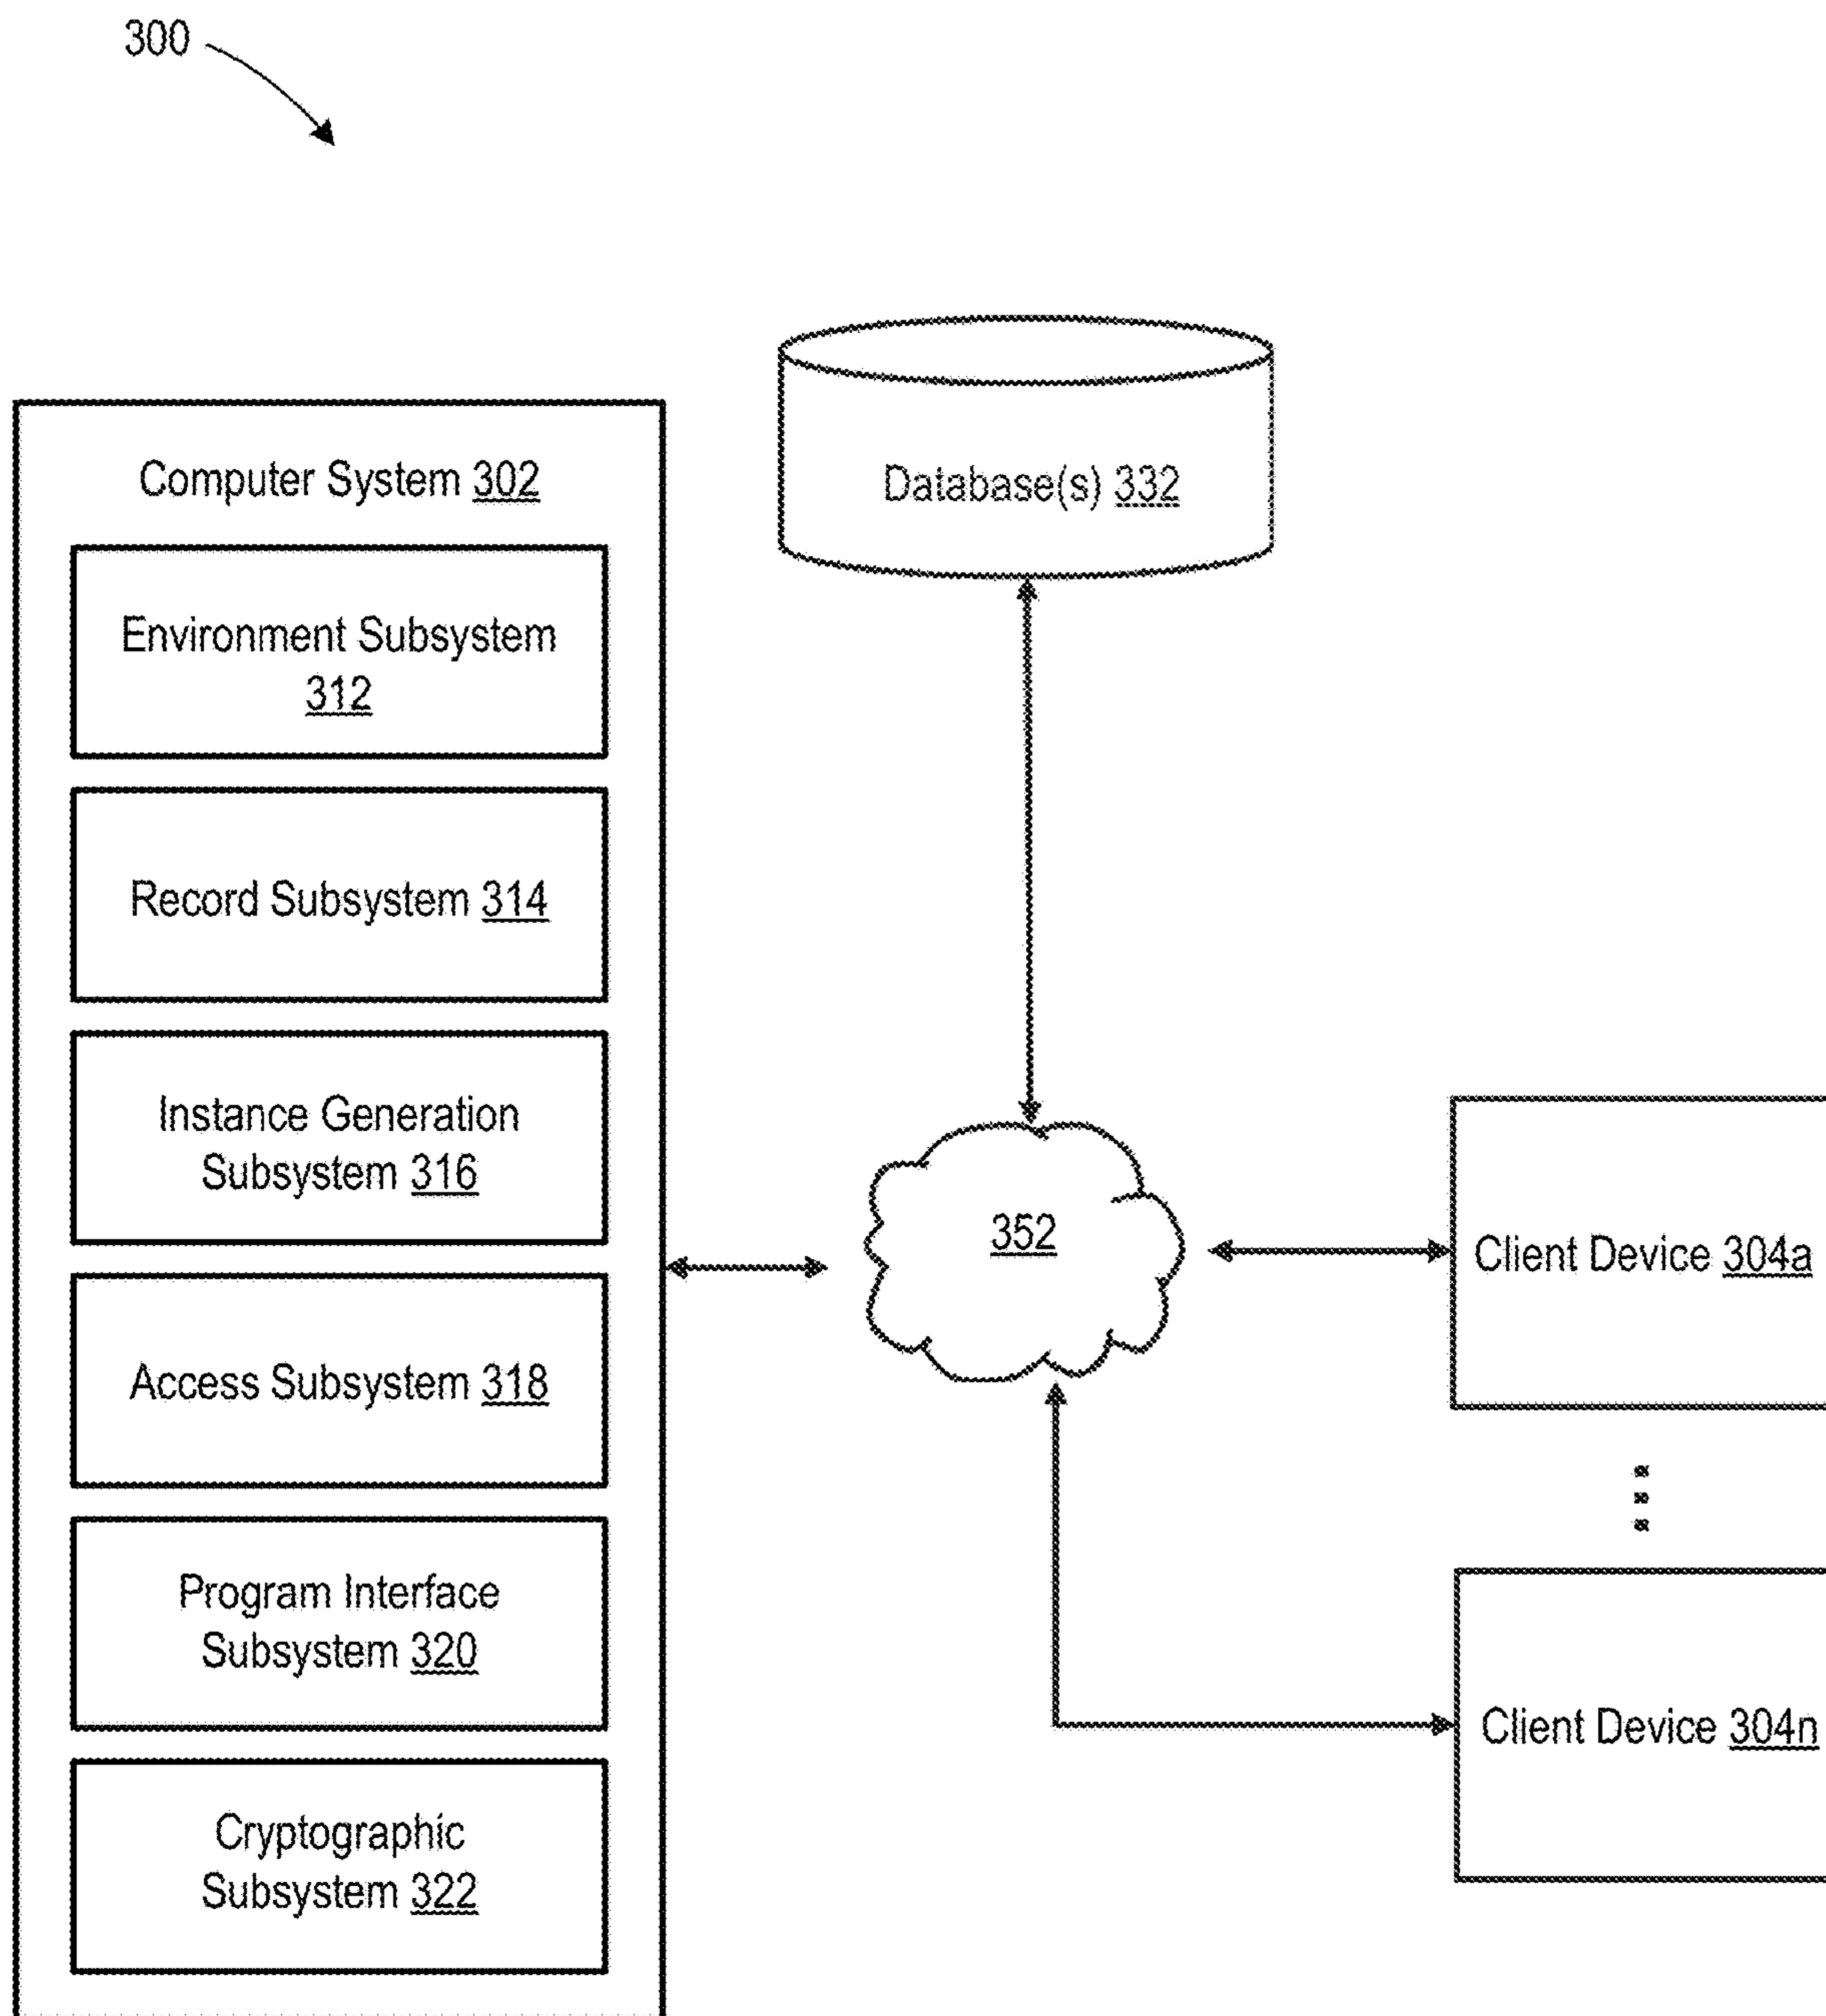 300
Computer System 302
Environment Subsystem
312
Record Subsystem 314
Instance Generation
Subsystem 316
Access Subsystem 318
Program Interface
Subsystem 320
Cryptographic
Subsystem 322
Database(s) 332
352
Client Device 304a
Client Device 304n